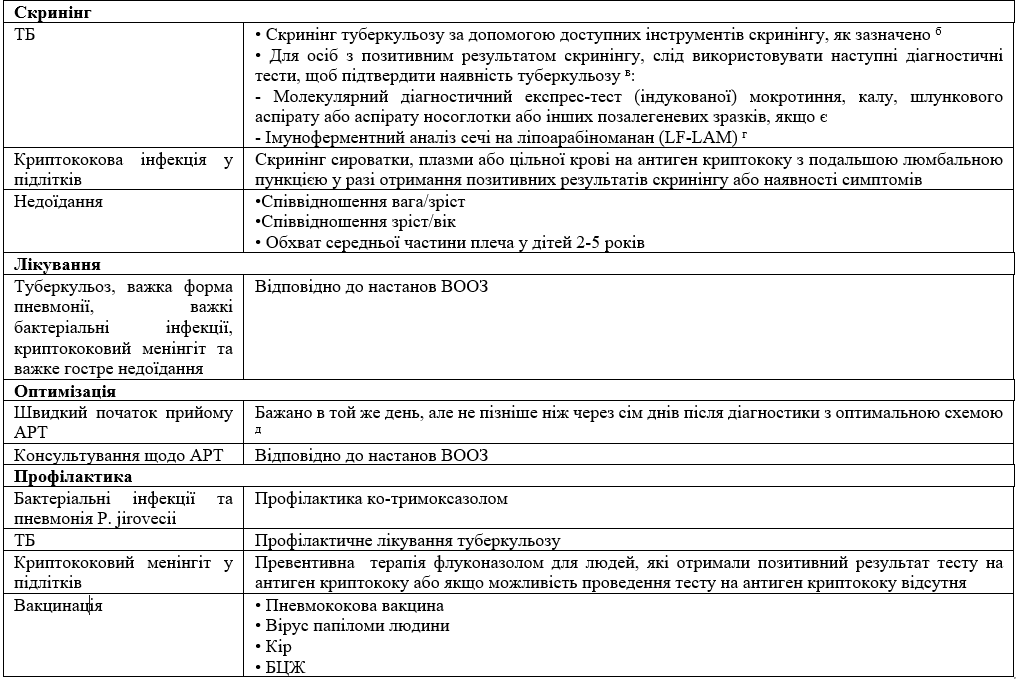 Скринінг
ТБ
• Скринінг туберкульозу за допомогою доступних інструментів скринінгу, як зазначено б
• Для осіб з позитивним результатом скринінгу, слід використовувати наступні діагностичні
тести, щоб підтвердити наявність туберкульозу в:
- Молекулярний діагностичний експрес-тест (індукованої) мокротиння, калу, шлункового
аспірату або аспірату носоглотки або інших позалегеневих зразків, якщо є
- Імуноферментний аналіз сечі на ліпоарабіноманан (LF-LAM) г
Криптококова інфекція у
підлітків
Скринінг сироватки, плазми або цільної крові на антиген криптококу з подальшою люмбальною
пункцією у разі отримання позитивних результатів скринінгу або наявності симптомів
Недоїдання
•Співвідношення вага/зріст
•Співвідношення зріст/вік
• Обхват середньої частини плеча у дітей 2-5 років
Лікування
Туберкульоз, важка форма
пневмонії, важкі
бактеріальні інфекції,
криптококовий менінгіт та
важке гостре недоїдання
Відповідно до настанов ВООЗ
Оптимізація
Швидкий початок прийому
АРТ
Бажано в той же день, але не пізніше ніж через сім днів після діагностики з оптимальною схемою
д
Консультування щодо АРТ
Відповідно до настанов ВООЗ
Профілактика
Бактеріальні інфекції та
пневмонія P. jirovecii
Профілактика ко-тримоксазолом
ТБ
Профілактичне лікування туберкульозу
Криптококовий менінгіт у
підлітків
Превентивна терапія флуконазолом для людей, які отримали позитивний результат тесту на
антиген криптококу або якщо можливість проведення тесту на антиген криптококу відсутня
Вакцинація
• Пневмококова вакцина
• Вірус папіломи людини
• Кір
• БЦЖ